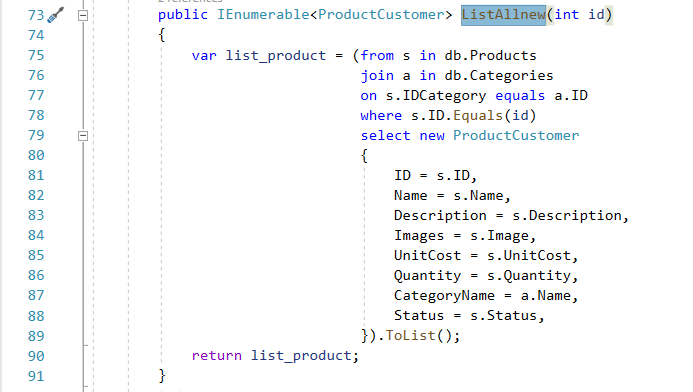 2 references
73 public IEnumerable<ProductCustomer> ListAllnew(int id)
74 {
75 var list_product = (from s in db.Products
76 join a in db.Categories
77 on s.IDCategory equals a.ID
78 where s.ID.Equals(id)
79 select new ProductCustomer
80 {
81 ID = s.ID,
82 Name = s.Name,
83 Description = s.Description,
84 Images = s.Image,
85 UnitCost = s.UnitCost,
86 Quantity = s.Quantity,
87 CategoryName = a.Name,
88 Status = s.Status,
89 }).ToList();
90 return list_product;
91 }